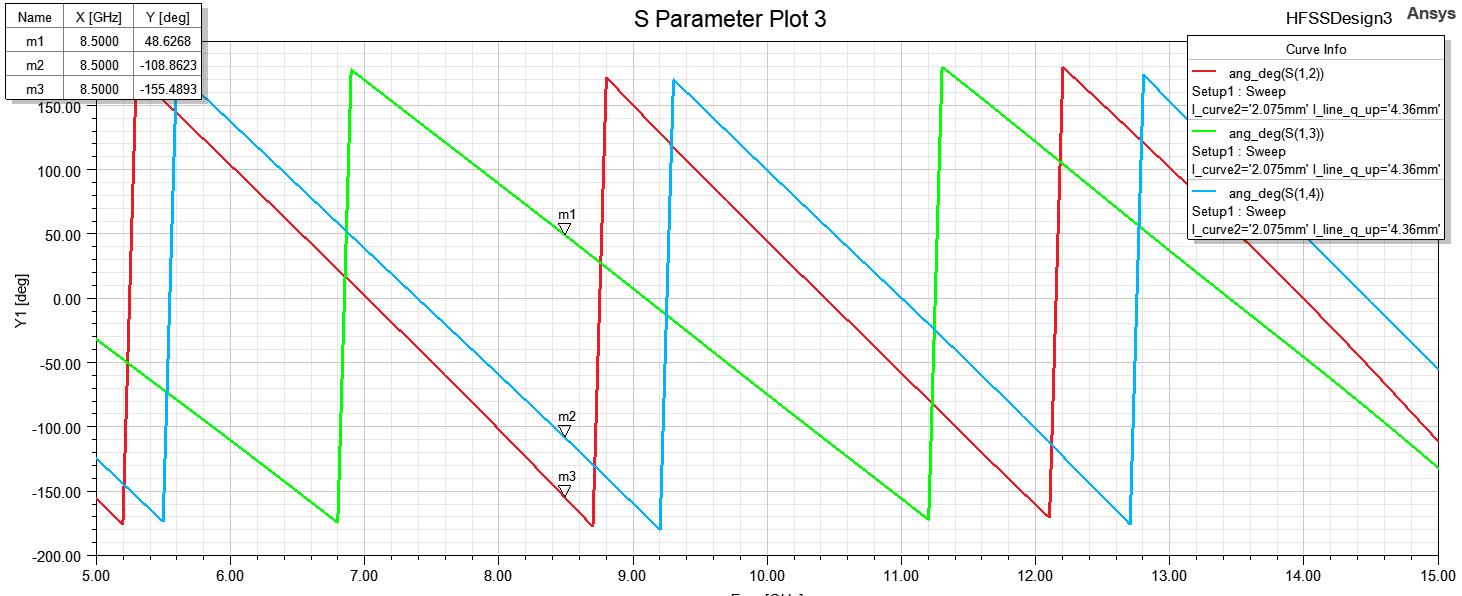 S Parameter Plot 3
HFSSDesign3
Ansys
Name X [GHz] Y [deg]
m1 8.5000 48.6268
m2 8.5000 -108.8623
m3 8.5000 -155.4893
Curve Info
ang_deg(S(1,2))
Setup1 : Sweep
l_curve2='2.075mm' l_line_q_up='4.36mm'
ang_deg(S(1,3))
Setup1 : Sweep
l_curve2='2.075mm' l_line_q_up='4.36mm'
ang_deg(S(1,4))
Setup1 : Sweep
l_curve2='2.075mm' l_line_q_up='4.36mm'
Y1 [deg]
150.00
100.00
50.00
0.00
-50.00
-100.00
-150.00
-200.00
m1
m2
m3
5.00 6.00 7.00 8.00 9.00 10.00 11.00 12.00 13.00 14.00 15.00